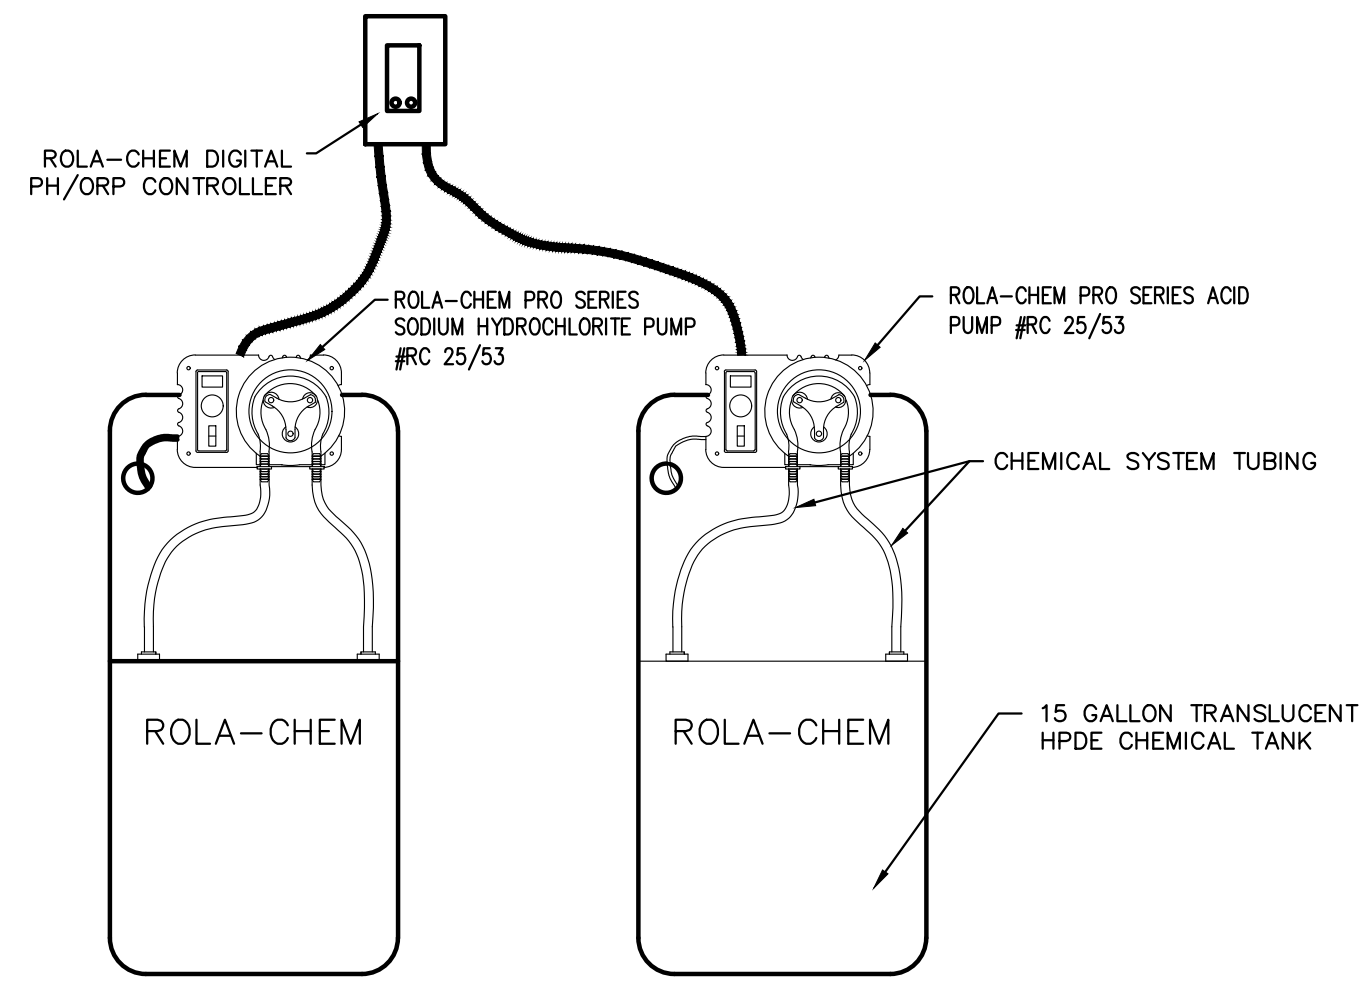 ROLA-CHEM DIGITAL
PH/ORP CONTROLLER
ROLA-CHEM PRO SERIES
SODIUM HYDROCHLORITE PUMP
#RC 25/53
ROLA-CHEM PRO SERIES ACID
PUMP #RC 25/53
CHEMICAL SYSTEM TUBING
ROLA-CHEM
ROLA-CHEM
15 GALLON TRANSLUCENT
HPDE CHEMICAL TANK